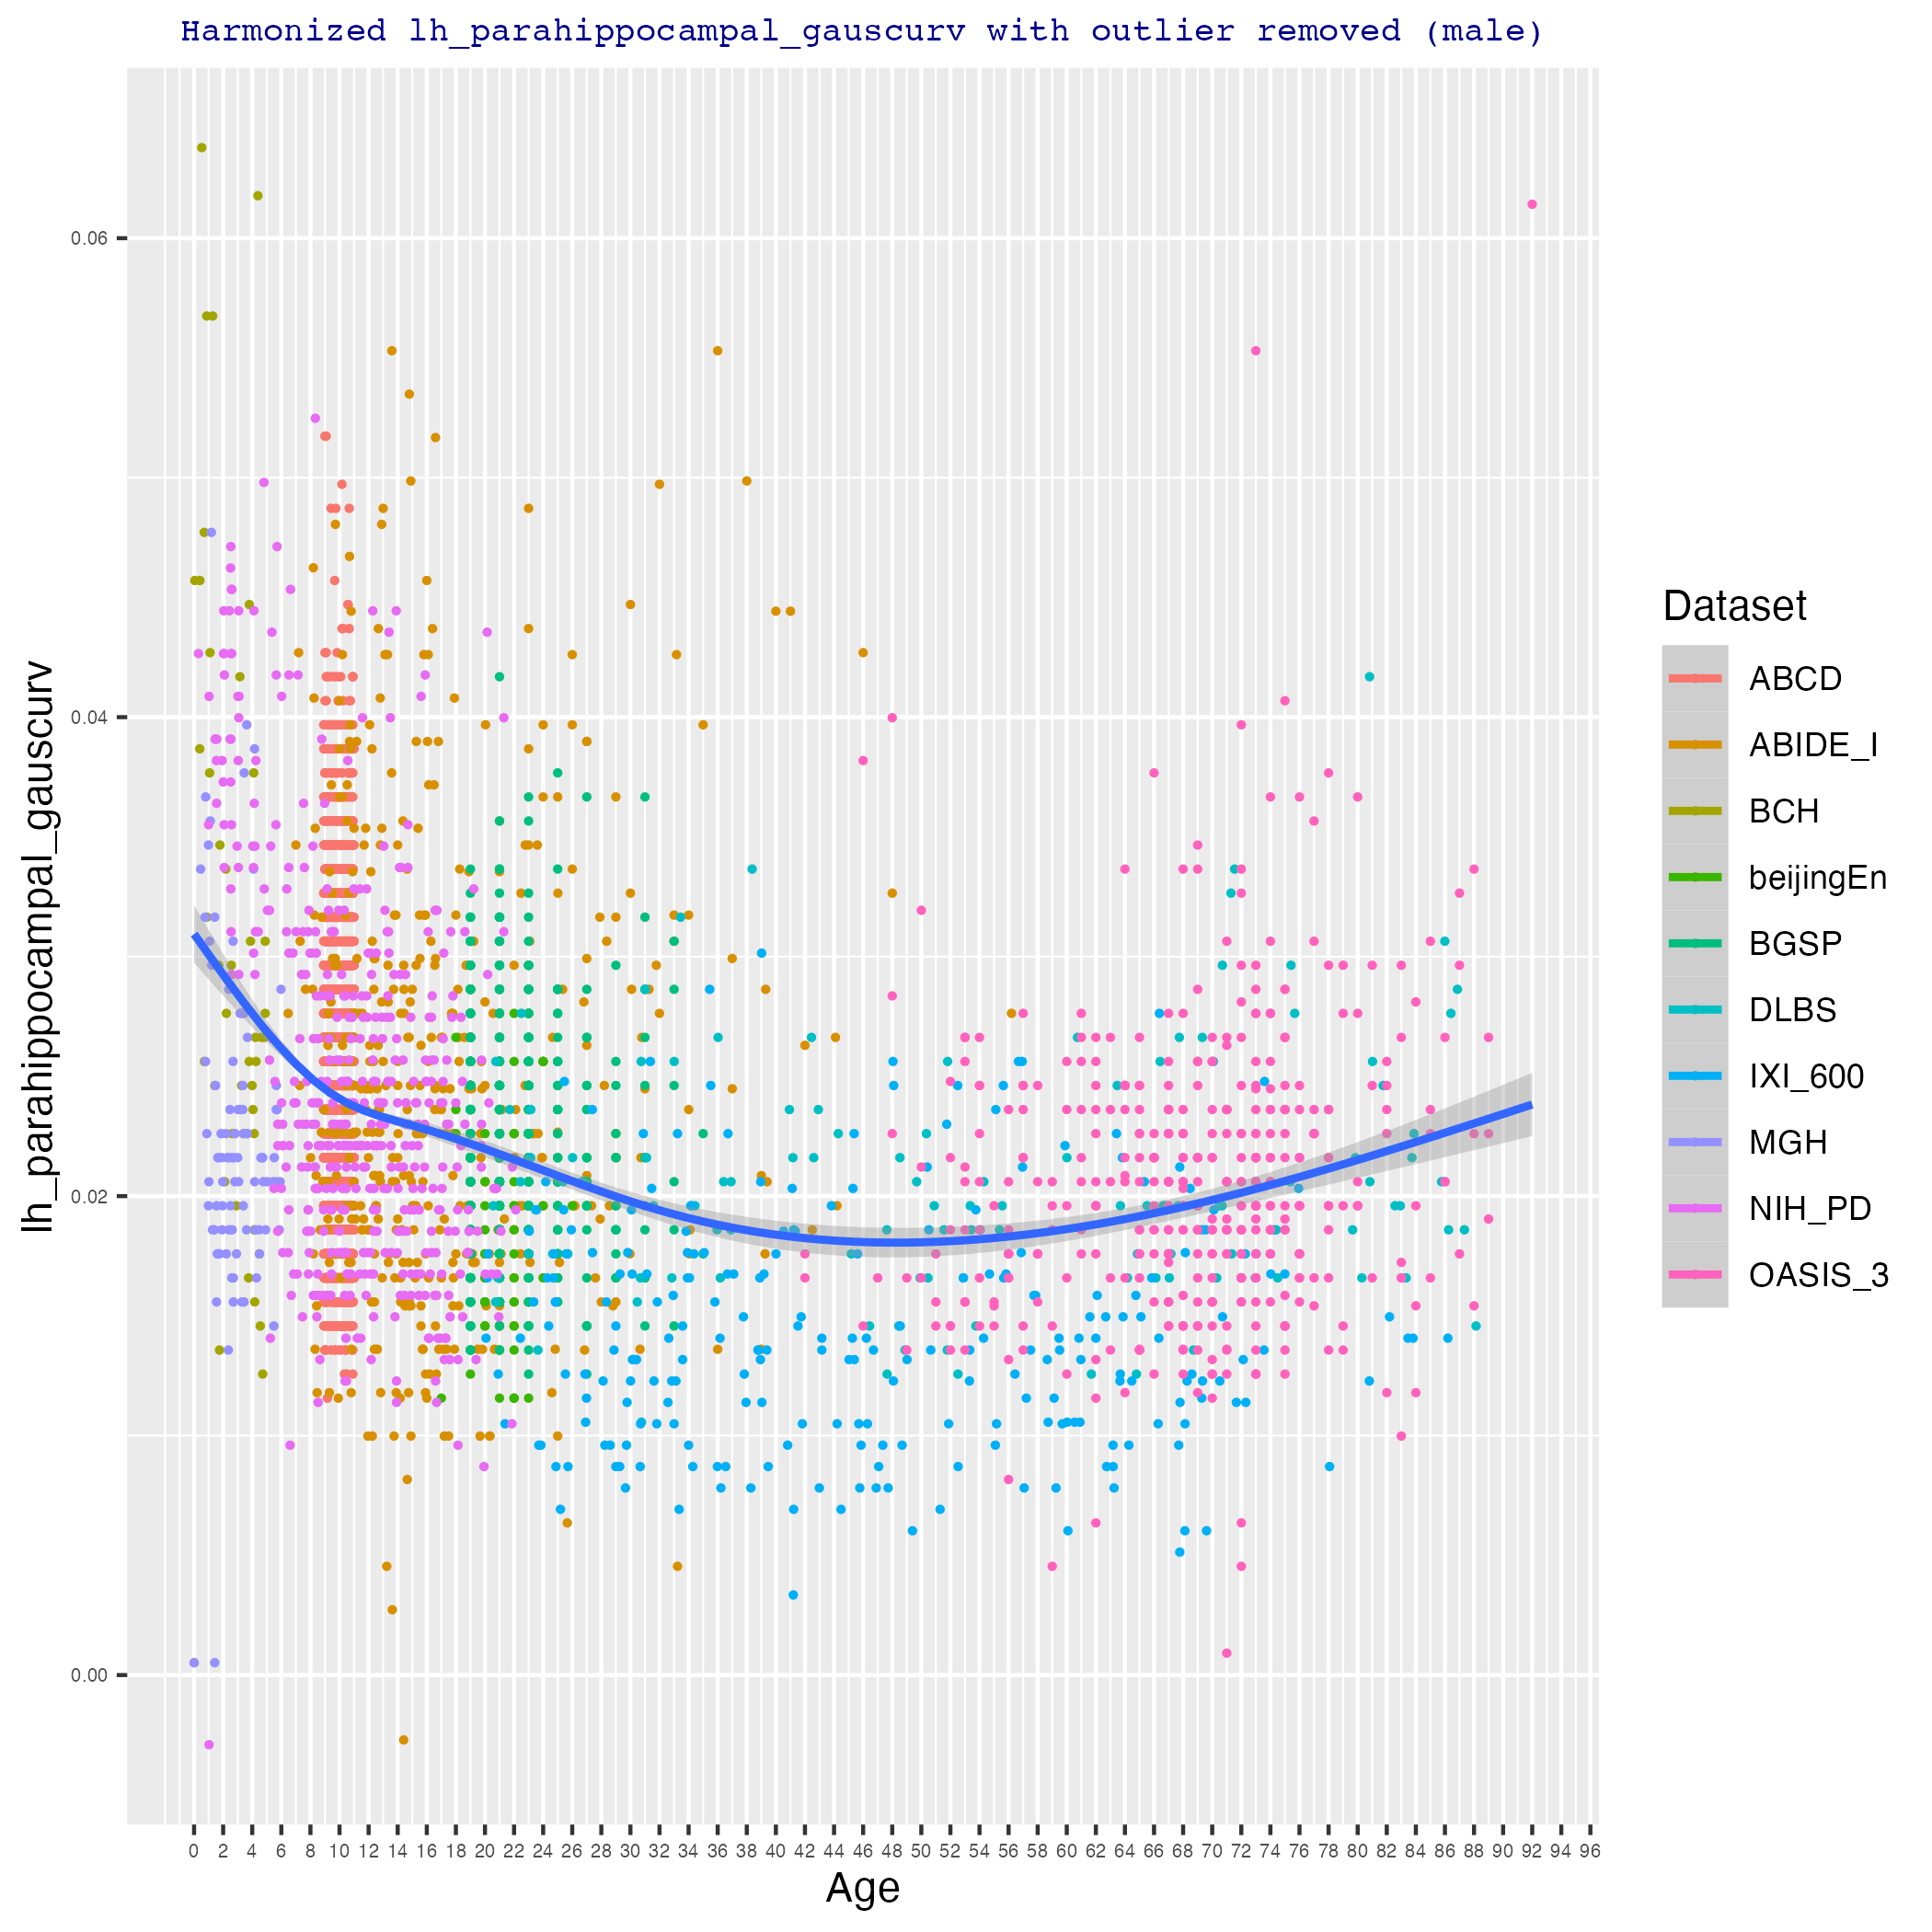 Harmonized lh_parahippocampal_gauscurv with outlier removed (male)
lh_parahippocampal_gauscurv
0.06
0.04
0.02
0.00
0 2 4 6 8 10 12 14 16 18 20 22 24 26 28 30 32 34 36 38 40 42 44 46 48 50 52 54 56 58 60 62 64 66 68 70 72 74 76 78 80 82 84 86 88 90 92 94 96
Age
Dataset
ABCD
ABIDE_I
BCH
beijingEn
BGSP
DLBS
IXI_600
MGH
NIH_PD
OASIS_3